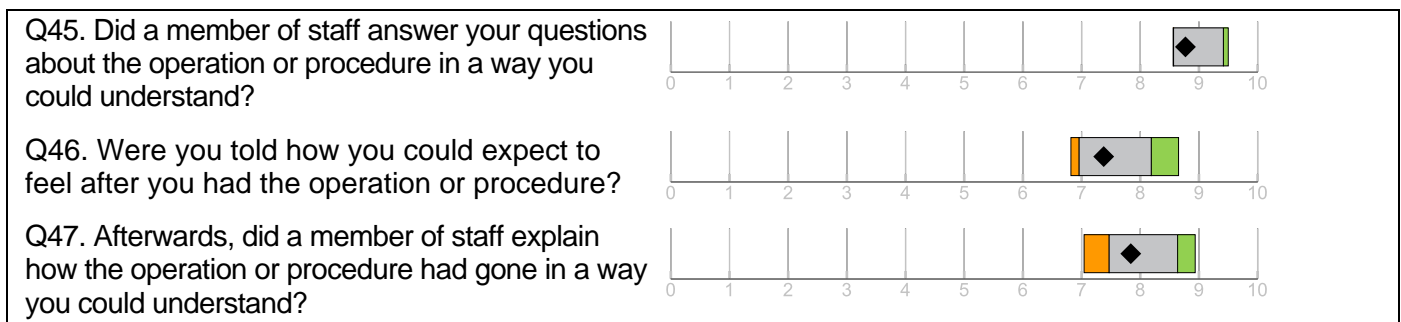 Q45. Did a member of staff answer your questions
about the operation or procedure in a way you
could understand?
0 1 2 3 4 5 6 7 8 9 10
Q46. Were you told how you could expect to
feel after you had the operation or procedure?
0 1 2 3 4 5 6 7 8 9 10
Q47. Afterwards, did a member of staff explain
how the operation or procedure had gone in a way
you could understand?
0 1 2 3 4 5 6 7 8 9 10